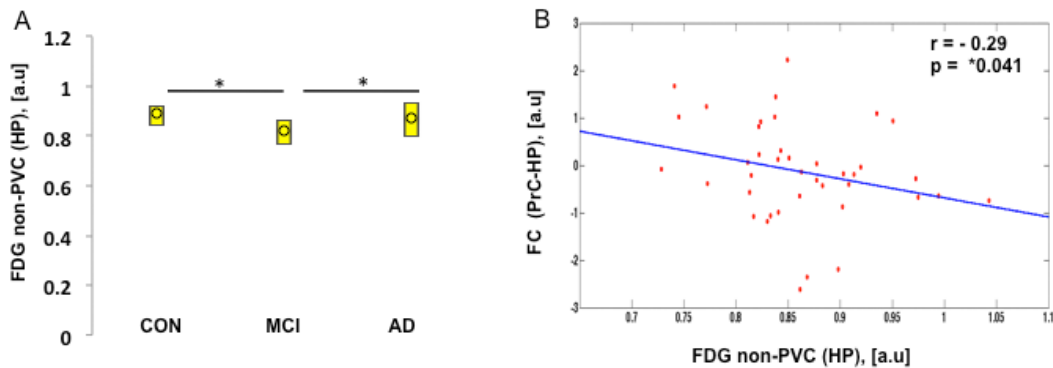 A
FDG non-PVC (HP), [a.u]
1.2
1
0.8
0.6
0.4
0.2
0
*
*
CON MCI AD
B
FC (PrC-HP), [a.u]
3
2
1
0
-1
-2
-3
r = - 0.29
p = *0.041
0.7 0.75 0.8 0.85 0.9 0.95 1 1.05 1.1
FDG non-PVC (HP), [a.u]